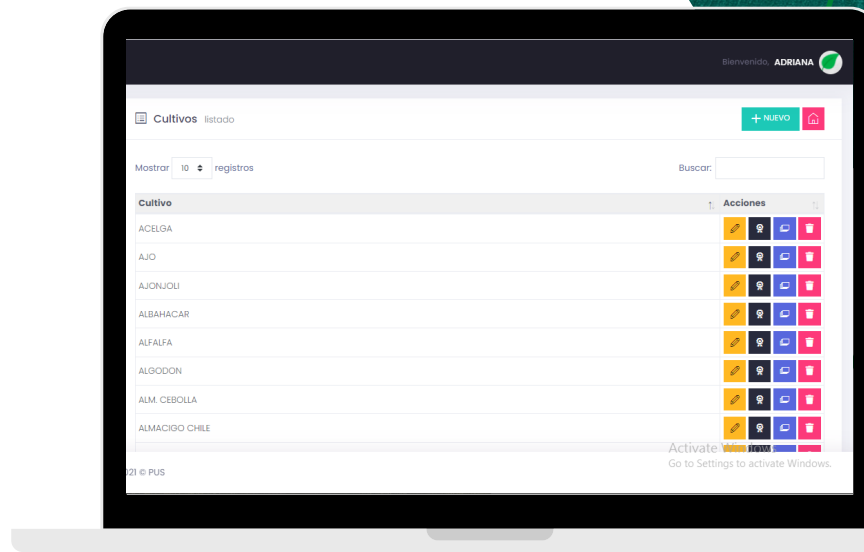 Bienvenido, ADRIANA
Cultivos listado
+ NUEVO
Mostrar 10 registros
Buscar:
Cultivo Acciones
ACELGA
AJO
AJONJOLI
ALBAHACAR
ALFALFA
ALGODON
ALM. CEBOLLA
ALMACIGO CHILE
Activate Windows
Go to Settings to activate Windows.
021 © PUS